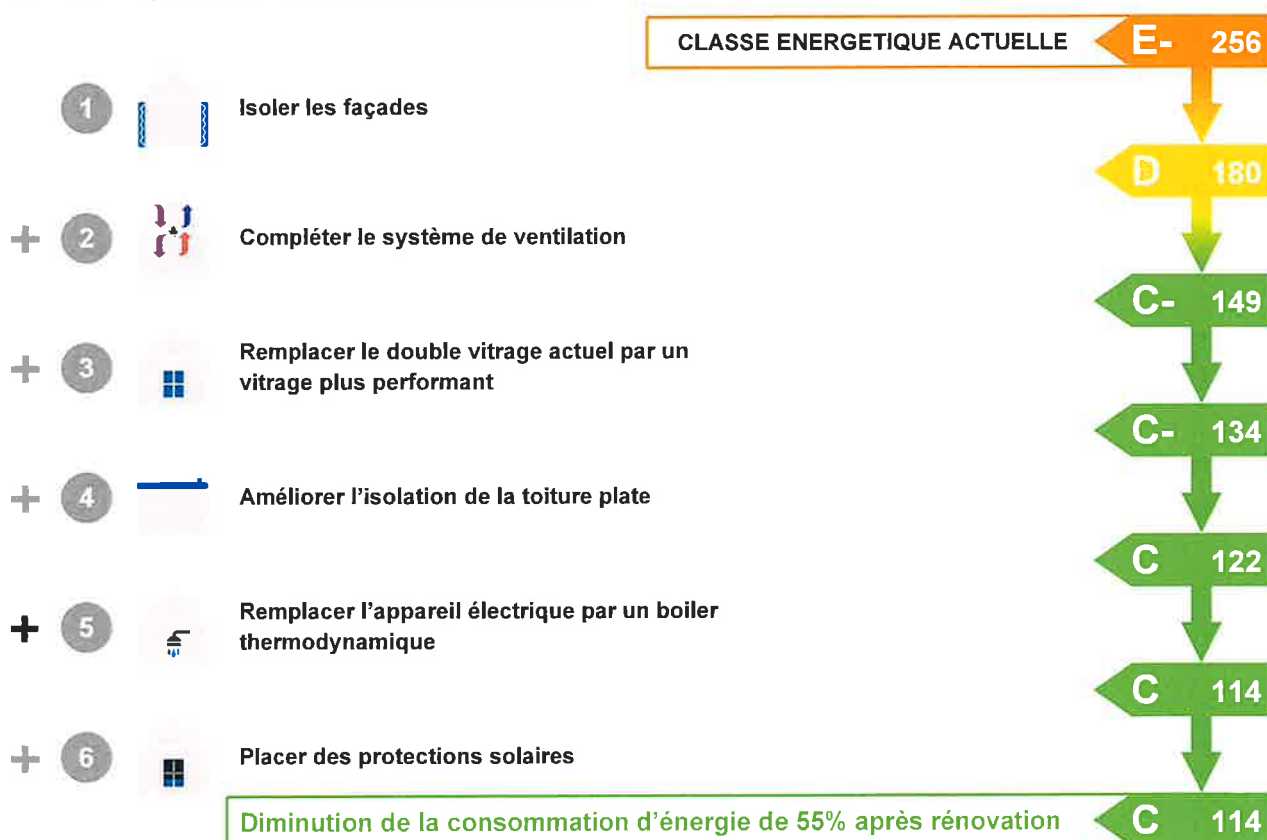 CLASSE ENERGETIQUE ACTUELLE E- 256
1 Isoler les façades
D 180
+ 2 Compléter le système de ventilation
C- 149
+ 3 Remplacer le double vitrage actuel par un
vitrage plus performant
C- 134
+ 4 Améliorer l'isolation de la toiture plate
C 122
+ 5 Remplacer l'appareil électrique par un boiler
thermodynamique
C 114
+ 6 Placer des protections solaires
Diminution de la consommation d'énergie de 55% après rénovation C 114